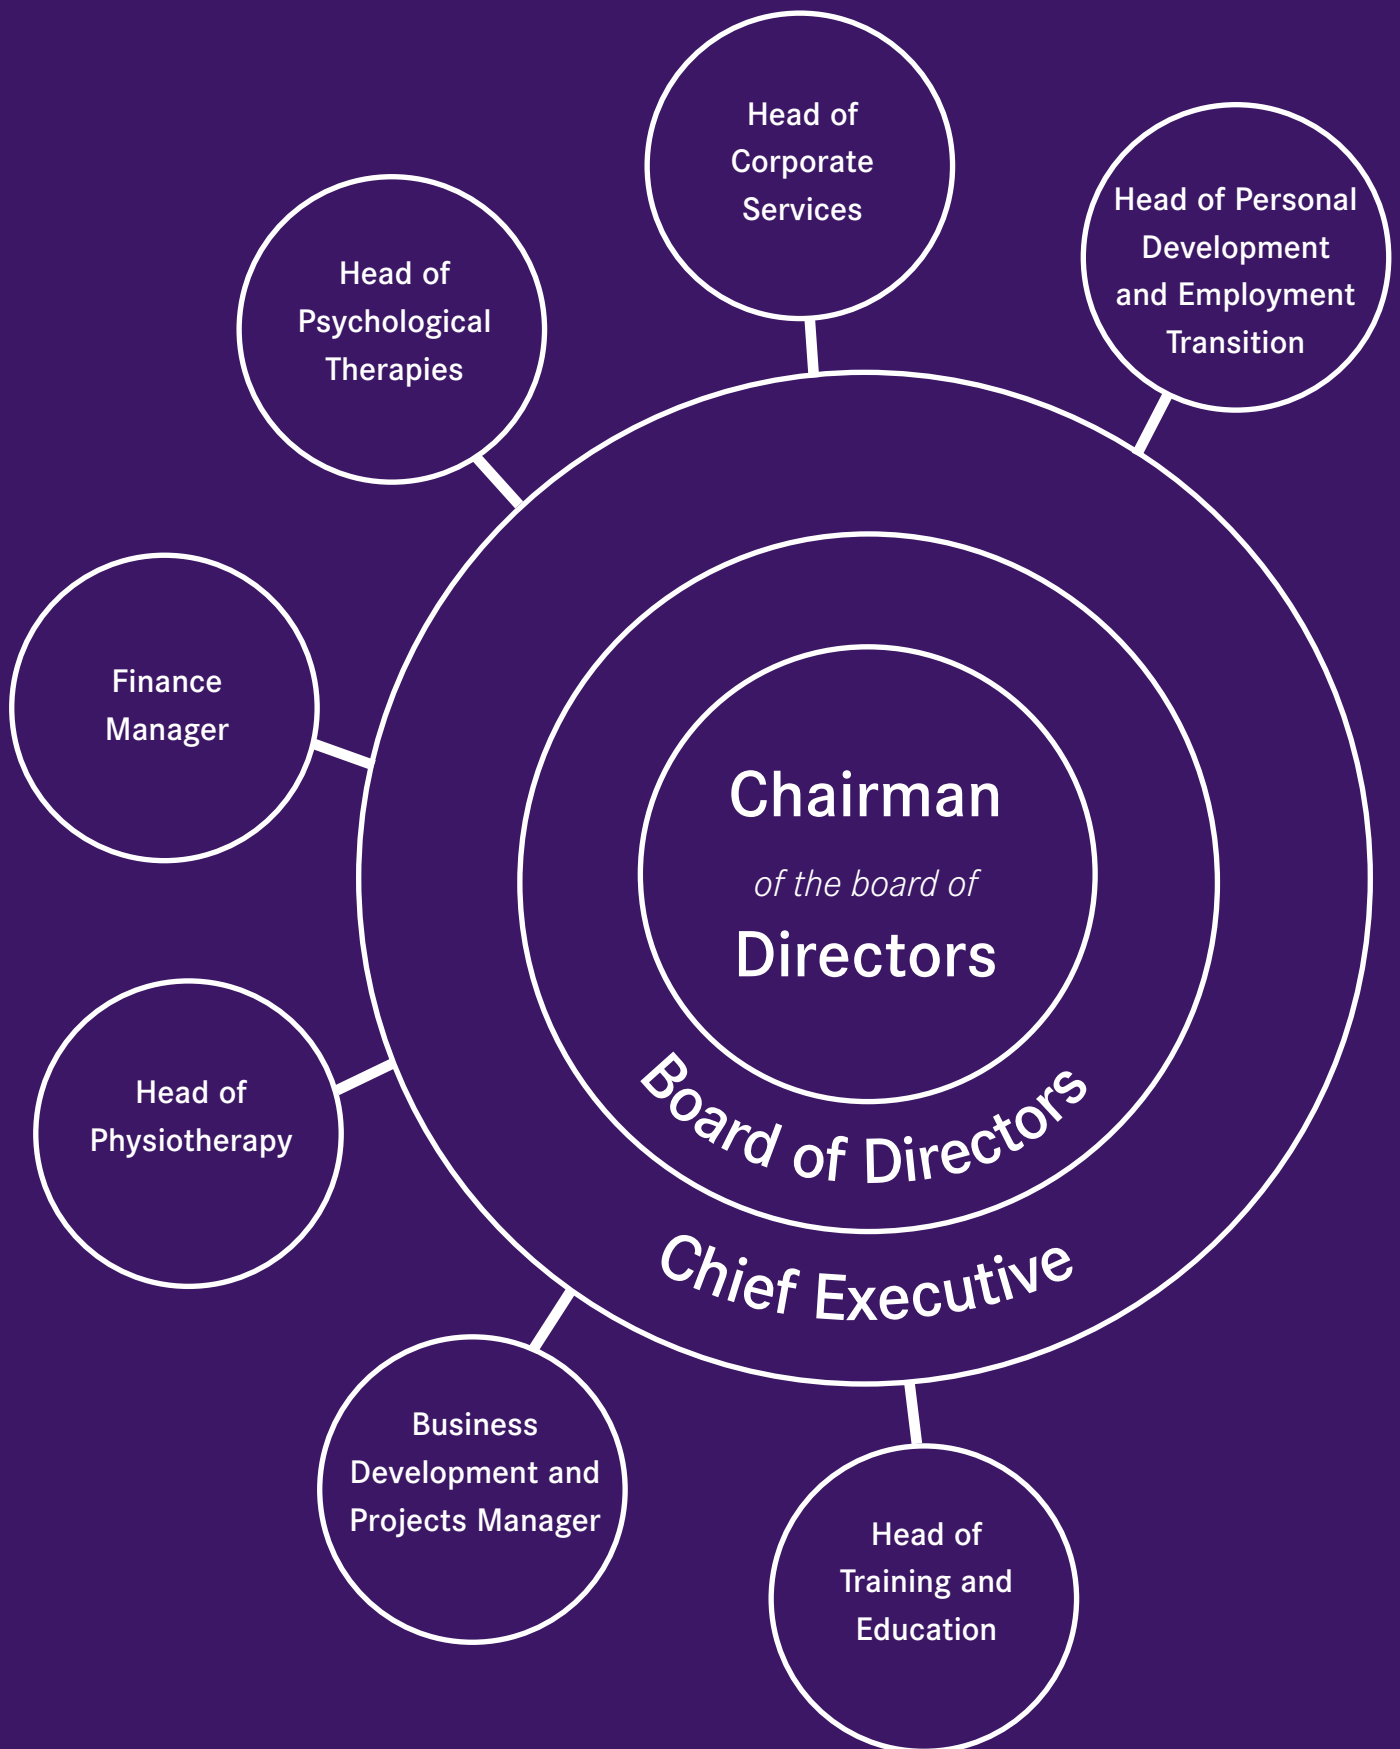 Head of
Corporate
Services
Head of Personal
Development
and Employment
Transition
Head of
Psychological
Therapies
Finance
Manager
Chairman
of the board of
Directors
Board of Directors
Chief Executive
Head of
Physiotherapy
Business
Development and
Projects Manager
Head of
Training and
Education